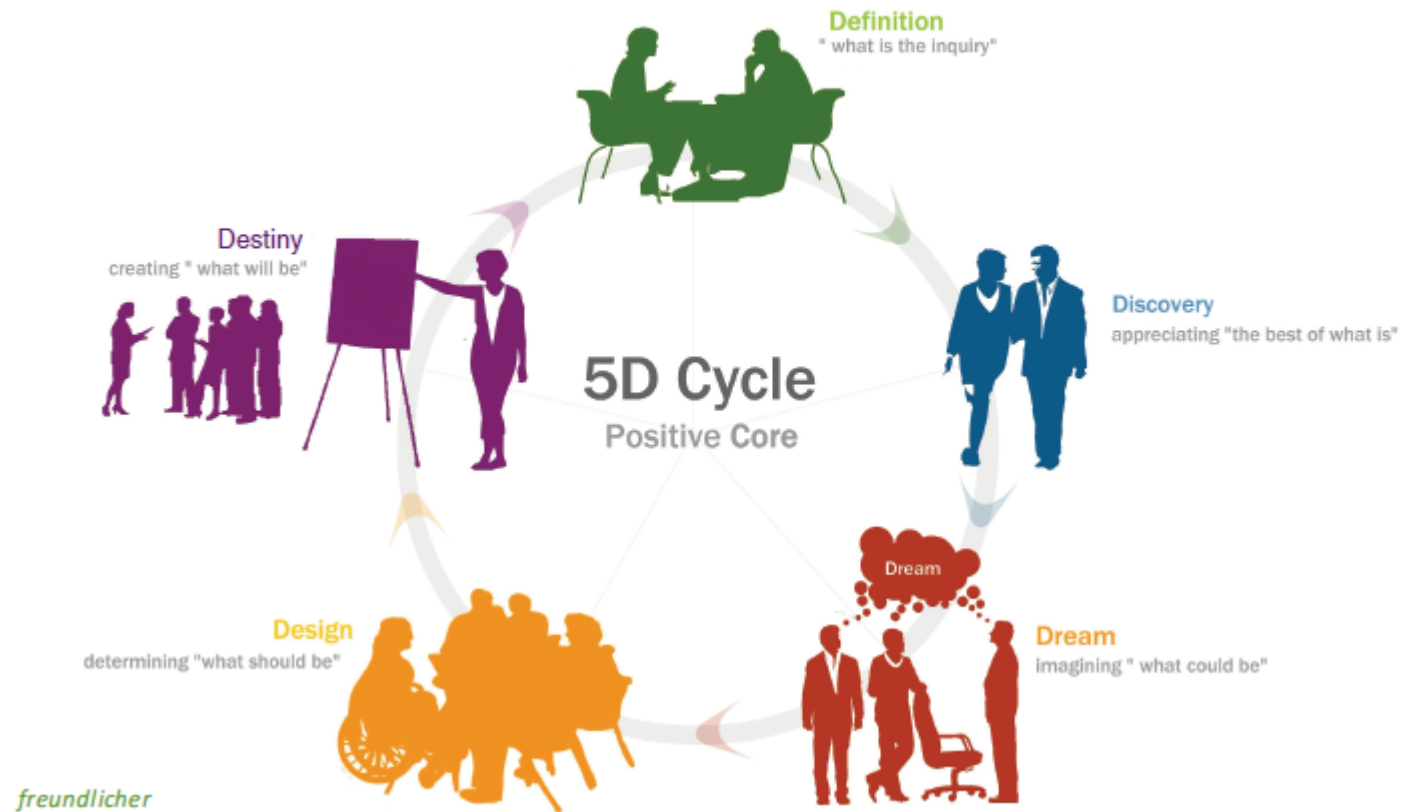 Definition
" what is the inquiry"
Destiny
creating " what will be"
Discovery
appreciating "the best of what is"
5D Cycle
Positive Core
Dream
Design
determining "what should be"
Dream
imagining " what could be"
freundlicher